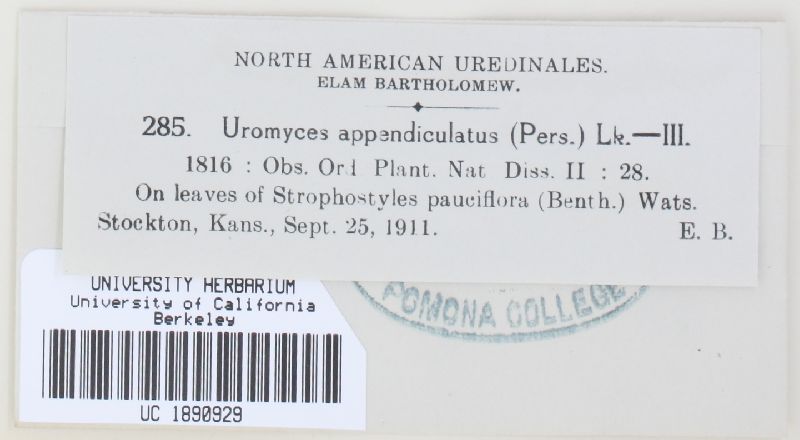 NORTH AMERICAN UREDINALES.
ELAM BARTHOLOMEW.
285. Uromyces appendiculatus (Pers.) Lk.—III.
1816 : Obs. Ord Plant. Nat Diss. II : 28.
On leaves of Strophostyles pauciflora (Benth.) Wats.
Stockton, Kans., Sept. 25, 1911. E. B.
POMONA COLLEGE
UNIVERSITY HERBARIUM
University of California
Berkeley
UC 1890929